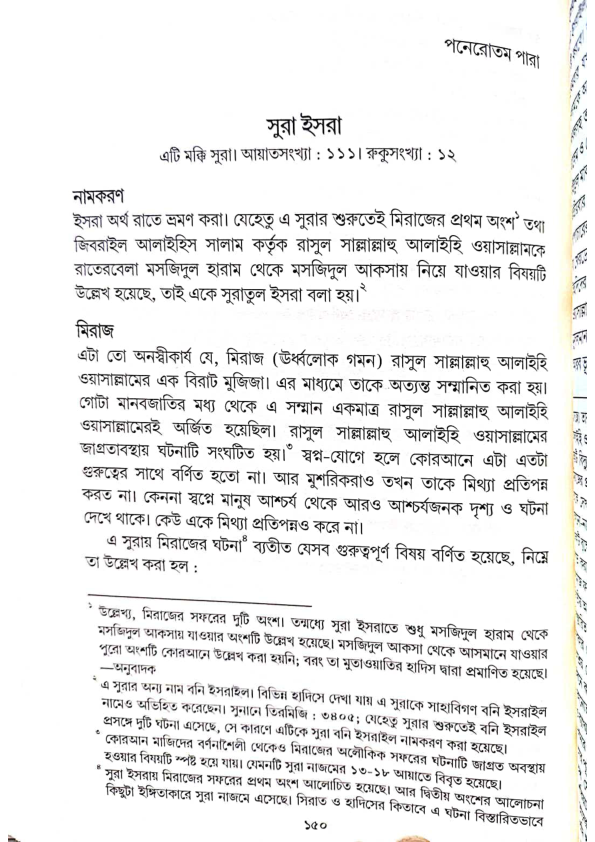 পনেরোতম পারা
সুরা ইসরা
এটি মক্কি সুরা। আয়াতসংখ্যা : ১১১। রুকুসংখ্যা : ১২
নামকরণ
ইসরা অর্থ রাতে ভ্রমণ করা। যেহেতু এ সুরার শুরুতেই মিরাজের প্রথম অংশ¹ তথা
জিবরাইল আলাইহিস সালাম কর্তৃক রাসুল সাল্লাল্লাহু আলাইহি ওয়াসাল্লামকে
রাতেরবেলা মসজিদুল হারাম থেকে মসজিদুল আকসায় নিয়ে যাওয়ার বিষয়টি
উল্লেখ হয়েছে, তাই একে সুরাতুল ইসরা বলা হয়।²
মিরাজ
এটা তো অনস্বীকার্য যে, মিরাজ (ঊর্ধ্বলোক গমন) রাসুল সাল্লাল্লাহু আলাইহি
ওয়াসাল্লামের এক বিরাট মুজিজা। এর মাধ্যমে তাকে অত্যন্ত সম্মানিত করা হয়।
গোটা মানবজাতির মধ্য থেকে এ সম্মান একমাত্র রাসুল সাল্লাল্লাহু আলাইহি
ওয়াসাল্লামেরই অর্জিত হয়েছিল। রাসুল সাল্লাল্লাহু আলাইহি ওয়াসাল্লামের
জাগ্রতাবস্থায় ঘটনাটি সংঘটিত হয়।³ স্বপ্ন-যোগে হলে কোরআনে এটা এতটা
গুরুত্বের সাথে বর্ণিত হতো না। আর মুশরিকরাও তখন তাকে মিথ্যা প্রতিপন্ন
করত না। কেননা স্বপ্নে মানুষ আশ্চর্য থেকে আরও আশ্চর্যজনক দৃশ্য ও ঘটনা
দেখে থাকে। কেউ একে মিথ্যা প্রতিপন্নও করে না।
এ সুরায় মিরাজের ঘটনা⁴ ব্যতীত যেসব গুরুত্বপূর্ণ বিষয় বর্ণিত হয়েছে, নিম্নে
তা উল্লেখ করা হল :
¹ উল্লেখ্য, মিরাজের সফরের দুটি অংশ। তন্মধ্যে সুরা ইসরাতে শুধু মসজিদুল হারাম থেকে
মসজিদুল আকসায় যাওয়ার অংশটি উল্লেখ হয়েছে। মসজিদুল আকসা থেকে আসমানে যাওয়ার
পুরো অংশটি কোরআনে উল্লেখ করা হয়নি; বরং তা মুতাওয়াতির হাদিস দ্বারা প্রমাণিত হয়েছে।
—অনুবাদক
² এ সুরার অন্য নাম বনি ইসরাইল। বিভিন্ন হাদিসে দেখা যায় এ সুরাকে সাহাবিগণ বনি ইসরাইল
নামেও অভিহিত করেছেন। সুনানে তিরমিজি : ৩৪০৫; যেহেতু সুরার শুরুতেই বনি ইসরাইল
প্রসঙ্গে দুটি ঘটনা এসেছে, সে কারণে এটিকে সুরা বনি ইসরাইল নামকরণ করা হয়েছে।
³ কোরআন মাজিদের বর্ণনাশৈলী থেকেও মিরাজের অলৌকিক সফরের ঘটনাটি জাগ্রত অবস্থায়
হওয়ার বিষয়টি স্পষ্ট হয়ে যায়। যেমনটি সুরা নাজমের ১৩-১৮ আয়াতে বিবৃত হয়েছে।
⁴ সুরা ইসরায় মিরাজের সফরের প্রথম অংশ আলোচিত হয়েছে। আর দ্বিতীয় অংশের আলোচনা
কিছুটা ইঙ্গিতাকারে সুরা নাজমে এসেছে। সিরাত ও হাদিসের কিতাবে এ ঘটনা বিস্তারিতভাবে
১৫০